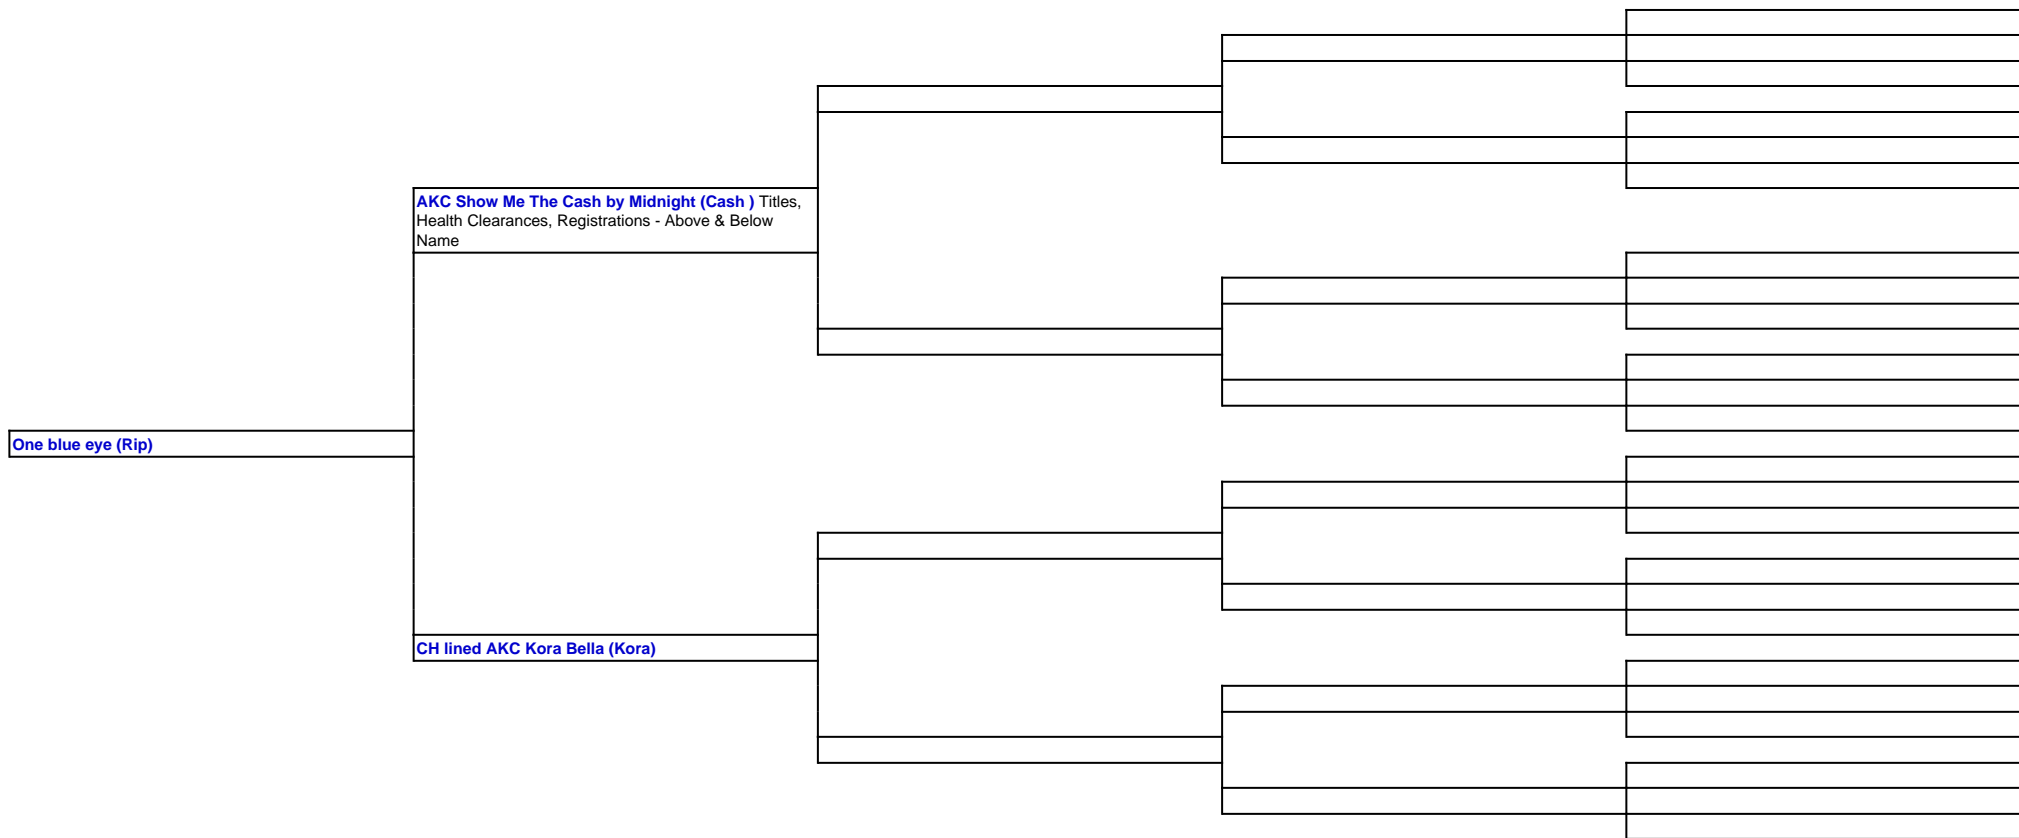 AKC Show Me The Cash by Midnight (Cash ) Titles,
Health Clearances, Registrations - Above & Below
Name
One blue eye (Rip)
CH lined AKC Kora Bella (Kora)